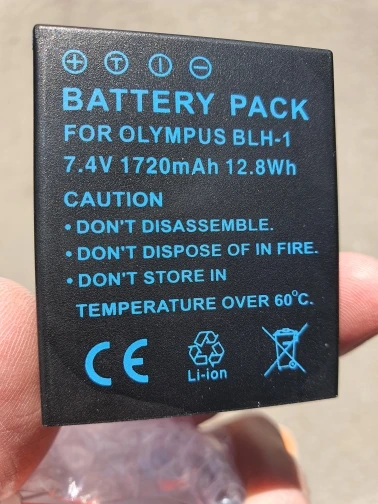 + T I −
BATTERY PACK
FOR OLYMPUS BLH-1
7.4V 1720mAh 12.8Wh
CAUTION
• DON'T DISASSEMBLE.
• DON'T DISPOSE OF IN FIRE.
• DON'T STORE IN
TEMPERATURE OVER 60°C.
CE
Li-ion